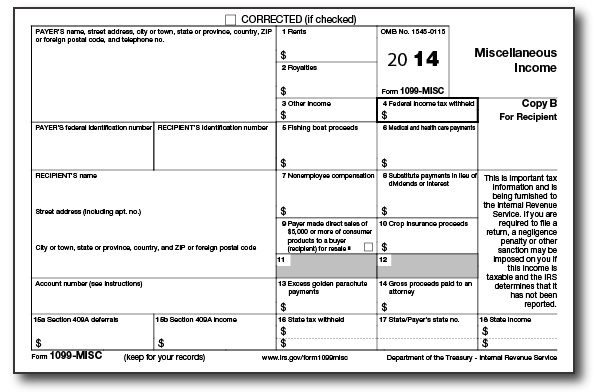 CORRECTED (if checked)
PAYER'S name, street address, city or town, state or province, country, ZIP
or foreign postal code, and telephone no.
1 Rents
$
2 Royalties
$
OMB No. 1545-0115
2014
Form 1099-MISC
Miscellaneous
Income
3 Other income
$
4 Federal income tax withheld
$
Copy B
For Recipient
PAYER'S federal identification number
RECIPIENT'S identification number
5 Fishing boat proceeds
$
6 Medical and health care payments
$
RECIPIENT'S name
Street address (including apt. no.)
City or town, state or province, country, and ZIP or foreign postal code
7 Nonemployee compensation
$
8 Substitute payments in lieu of
dividends or interest
$
9 Payer made direct sales of
$5,000 or more of consumer
products to a buyer
(recipient) for resale
10 Crop insurance proceeds
$
11
12
This is important tax
information and is
being furnished to
the Internal Revenue
Service. If you are
required to file a
return, a negligence
penalty or other
sanction may be
imposed on you if
this income is
taxable and the IRS
determines that it
has not been
reported.
Account number (see instructions)
13 Excess golden parachute
payments
$
14 Gross proceeds paid to an
attorney
$
15a Section 409A deferrals
$
15b Section 409A income
$
16 State tax withheld
$
$
17 State/Payer's state no.
18 State income
$
$
Form 1099-MISC
(keep for your records)
www.irs.gov/form1099misc
Department of the Treasury - Internal Revenue Service